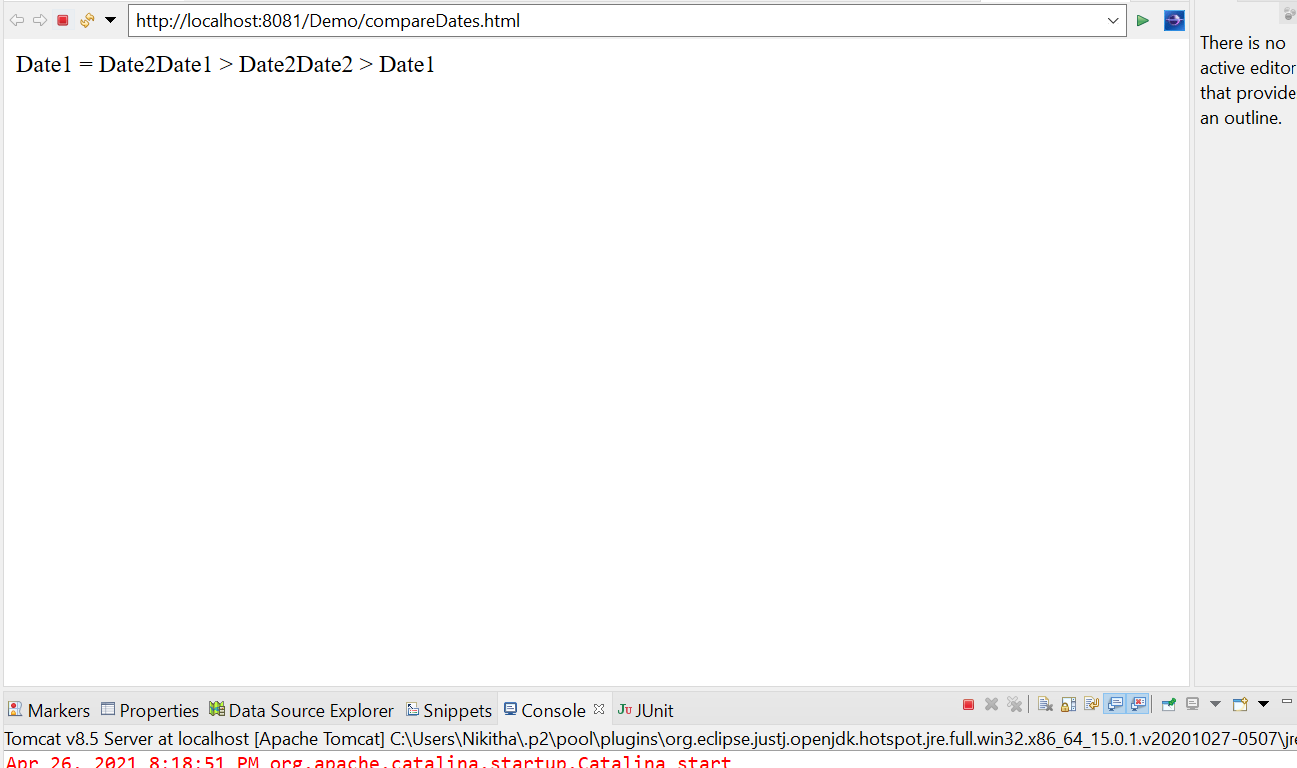 http://localhost:8081/Demo/compareDates.html
Date1 = Date2Date1 > Date2Date2 > Date1
There is no
active editor
that provide
an outline.
Markers Properties Data Source Explorer Snippets Console Ju JUnit
Tomcat v8.5 Server at localhost [Apache Tomcat] C:\Users\Nikitha\.p2\pool\plugins\org.eclipse.justj.openjdk.hotspot.jre.full.win32.x86_64_15.0.1.v20201027-0507\jre
Apr 26, 2021 8:18:51 PM org.apache.catalina.startup.Catalina start